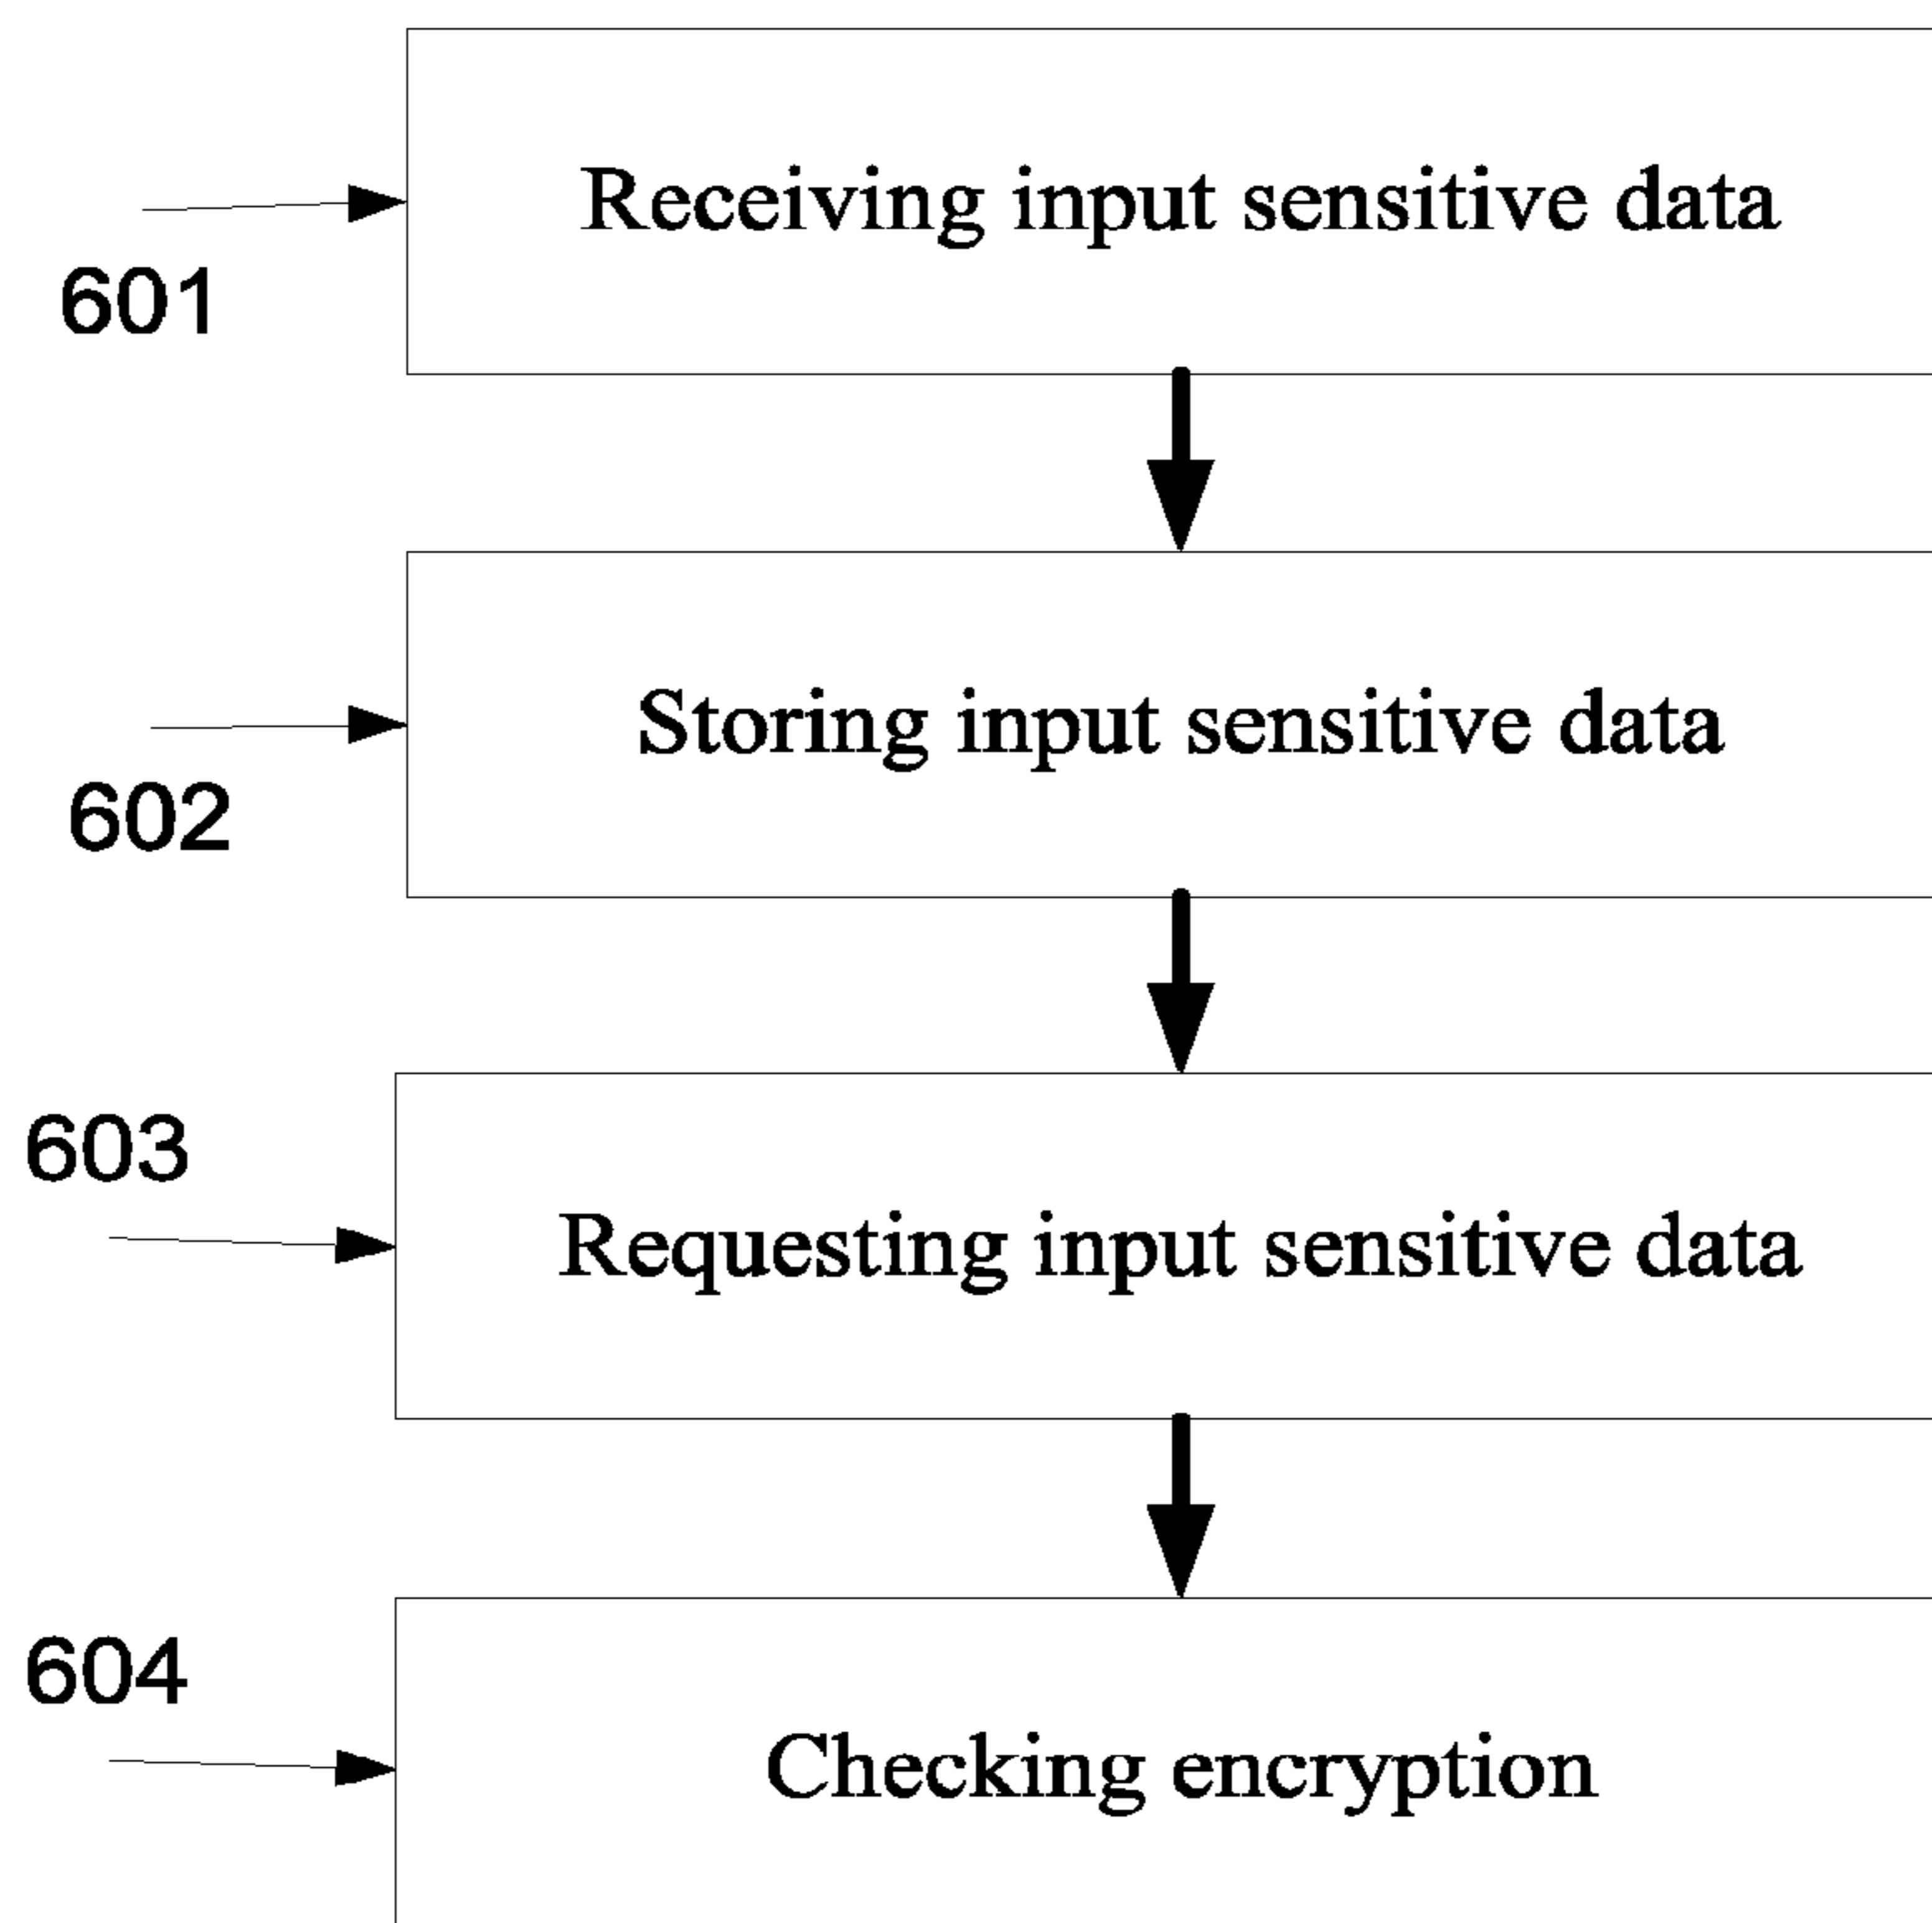 Receiving input sensitive data
601
Storing input sensitive data
602
603
Requesting input sensitive data
604
Checking encryption